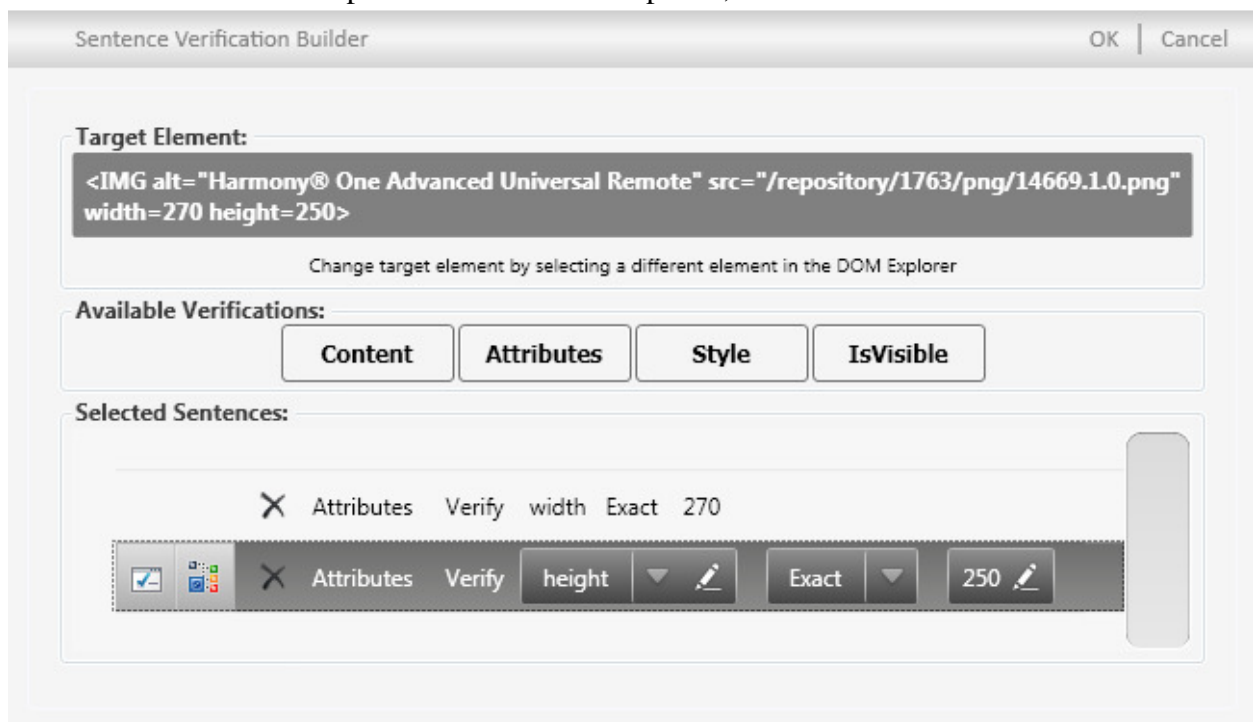 Sentence Verification Builder OK | Cancel
Target Element:
<IMG alt="Harmony® One Advanced Universal Remote" src="/repository/1763/png/14669.1.0.png"
width=270 height=250>
Change target element by selecting a different element in the DOM Explorer
Available Verifications:
Content Attributes Style IsVisible
Selected Sentences:
Attributes Verify width Exact 270
Attributes Verify height Exact 250